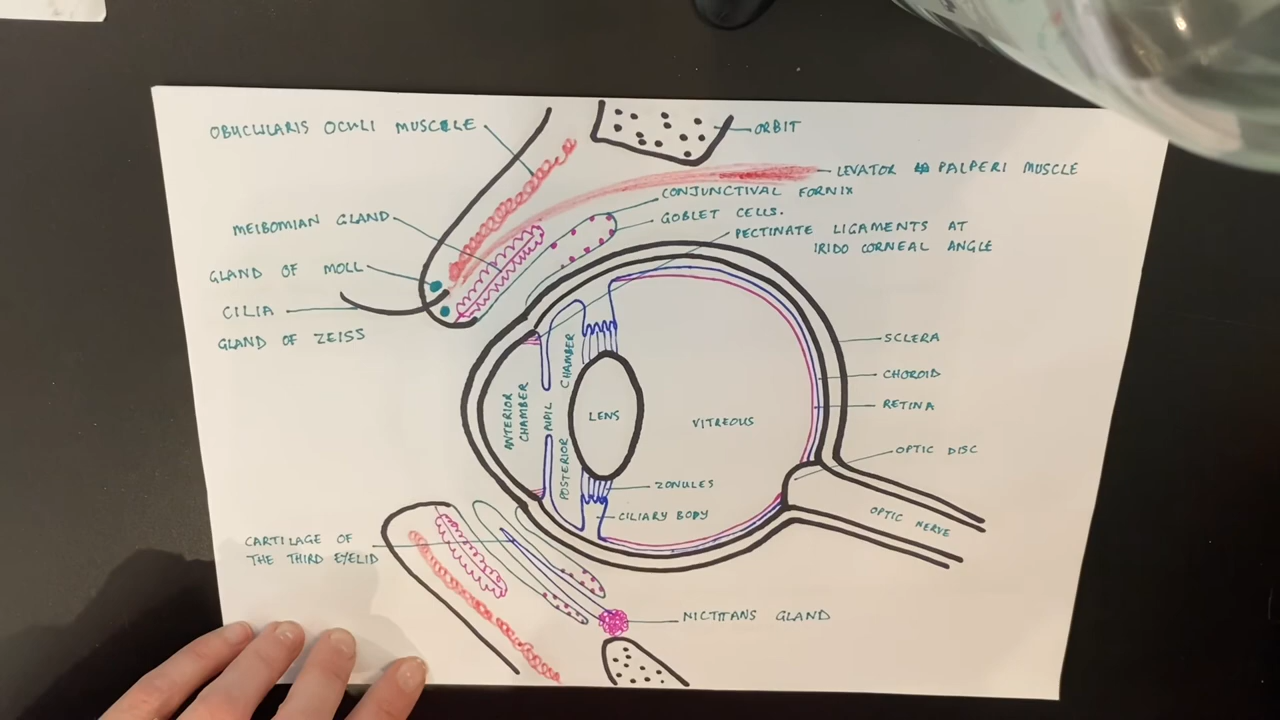 OBUCULARIS OCULI MUSCLE
ORBIT
LEVATOR PALPERI MUSCLE
CONJUNCTIVAL FORNIX
GOBLET CELLS.
MEIBOMIAN GLAND
PECTINATE LIGAMENTS AT
IRIDO CORNEAL ANGLE
GLAND OF MOLL
CILIA
GLAND OF ZEISS
SCLERA
CHOROID
RETINA
ANTERIOR
CHAMBER
PUPIL
POSTERIOR CHAMBER
LENS
VITREOUS
OPTIC DISC
ZONULES
CILIARY BODY
OPTIC NERVE
CARTILAGE OF
THE THIRD EYELID
NICTITANS GLAND